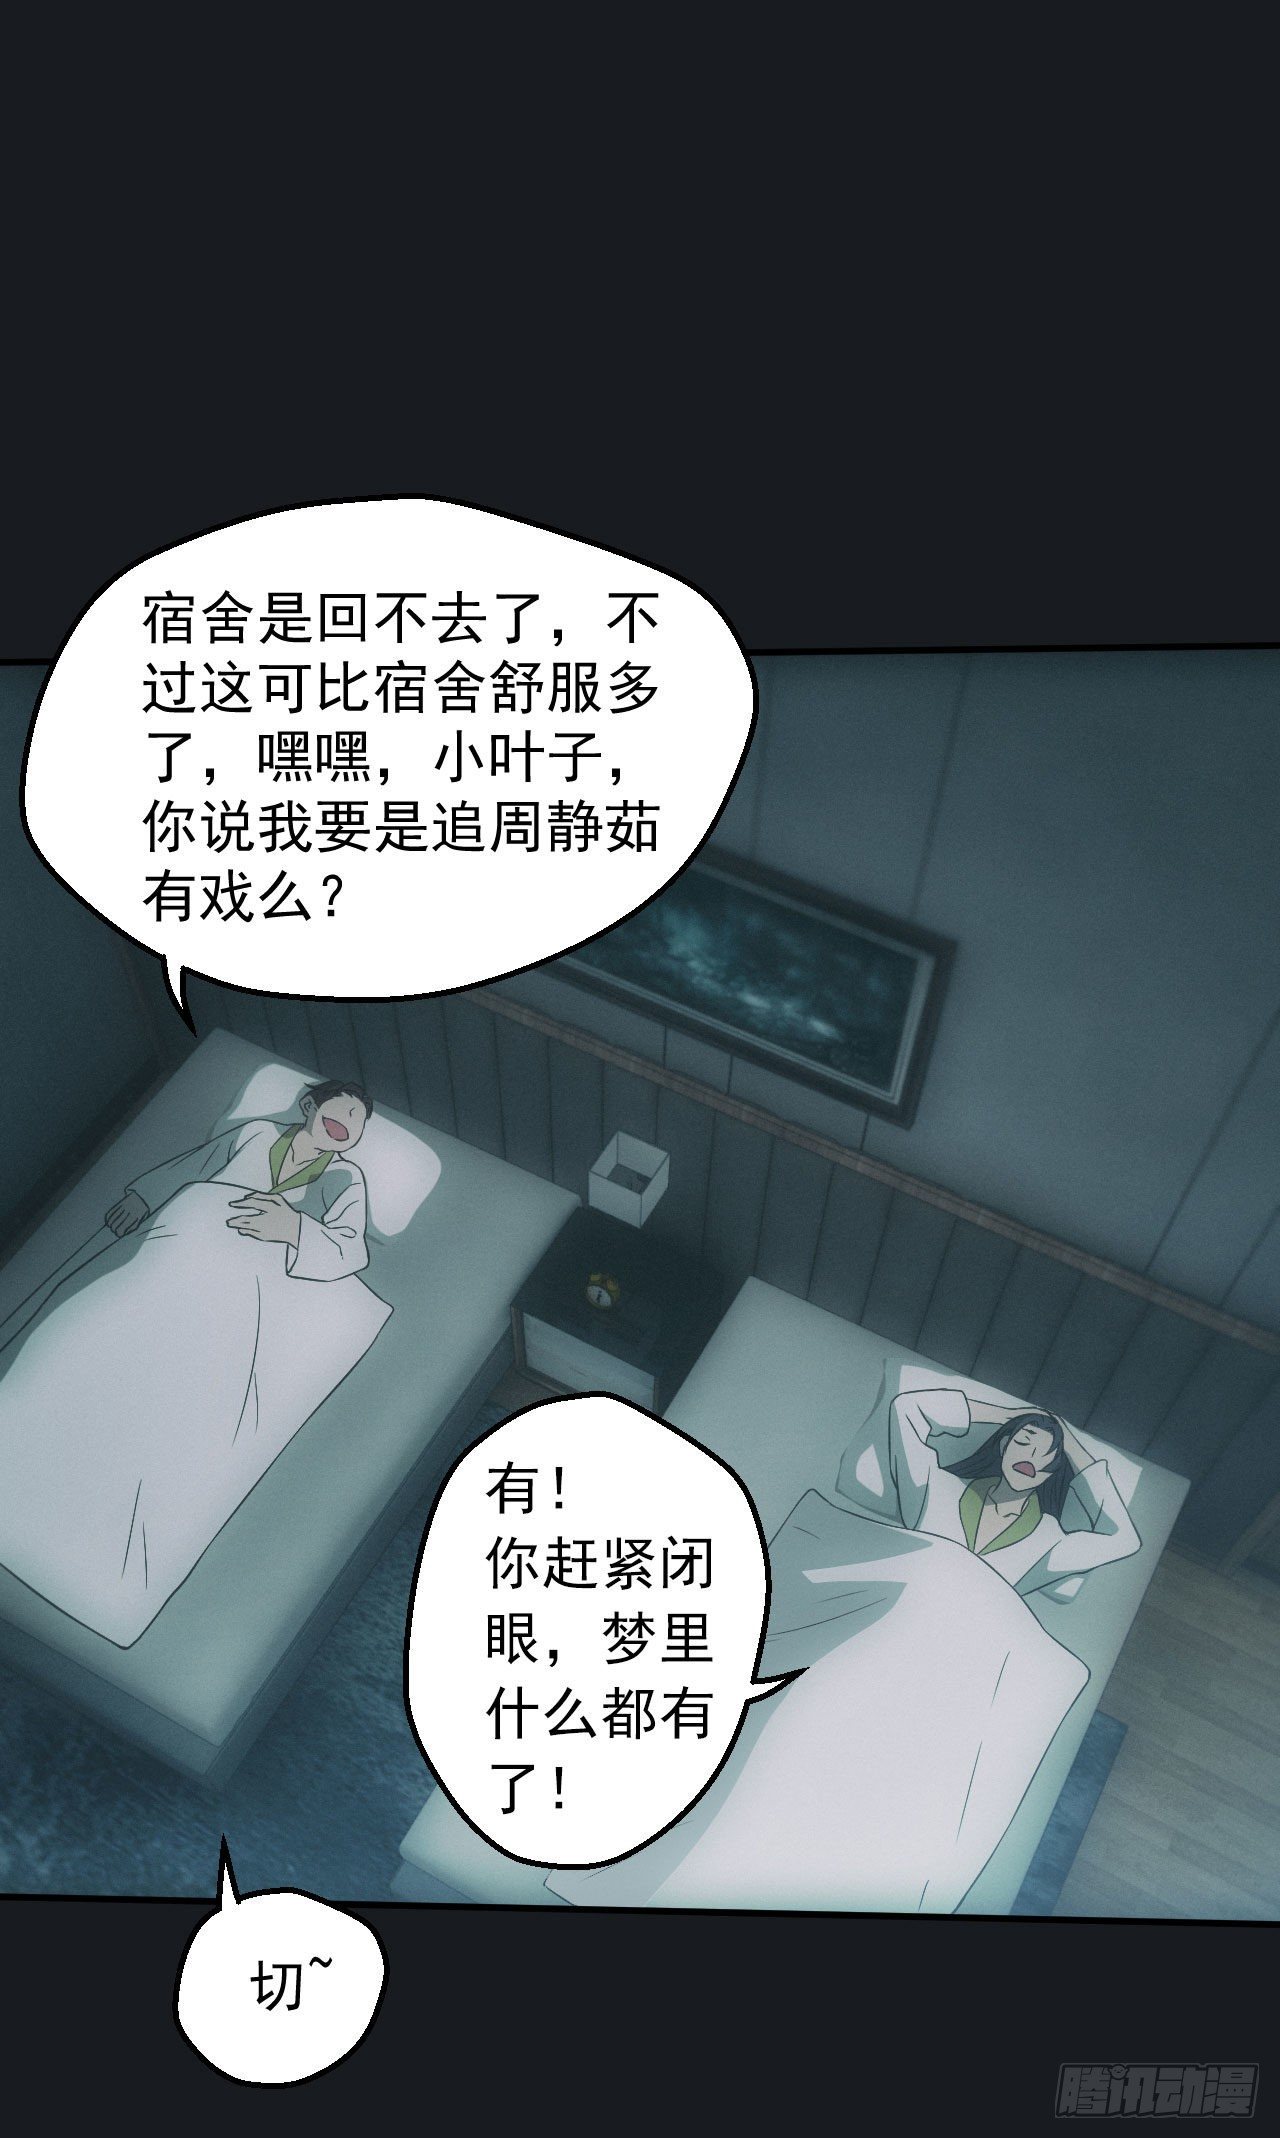 宿舍是回不去了，不
过这可比宿舍舒服多
了，嘿嘿，小叶子，
你说我要是追周静茹
有戏么？
有！
你赶紧闭
眼，梦里
什么都有
了！
切~
腾讯动漫